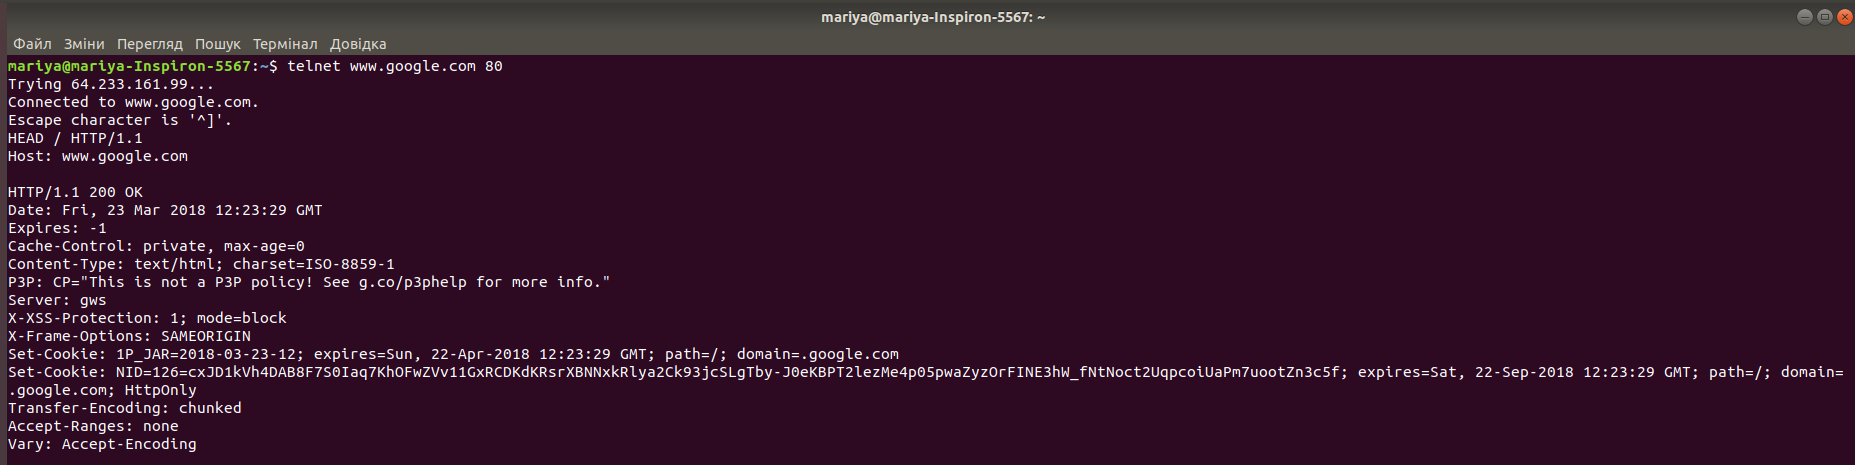 mariya@mariya-Inspiron-5567: ~
Файл Зміни Перегляд Пошук Термінал Довідка
mariya@mariya-Inspiron-5567:~$ telnet www.google.com 80
Trying 64.233.161.99...
Connected to www.google.com.
Escape character is '^]'.
HEAD / HTTP/1.1
Host: www.google.com
HTTP/1.1 200 OK
Date: Fri, 23 Mar 2018 12:23:29 GMT
Expires: -1
Cache-Control: private, max-age=0
Content-Type: text/html; charset=ISO-8859-1
P3P: CP="This is not a P3P policy! See g.co/p3phelp for more info."
Server: gws
X-XSS-Protection: 1; mode=block
X-Frame-Options: SAMEORIGIN
Set-Cookie: 1P_JAR=2018-03-23-12; expires=Sun, 22-Apr-2018 12:23:29 GMT; path=/; domain=.google.com
Set-Cookie: NID=126=cxJD1kVh4DAB8F7S0Iaq7KhOFwZVv11GxRCDKdKRsrXBNNxkRlya2Ck93jcSLgTby-J0eKBPT2lezMe4p05pwaZyzOrFINE3hW_fNtNoct2UqpcoiUaPm7uootZn3c5f; expires=Sat, 22-Sep-2018 12:23:29 GMT; path=/; domain=
.google.com; HttpOnly
Transfer-Encoding: chunked
Accept-Ranges: none
Vary: Accept-Encoding